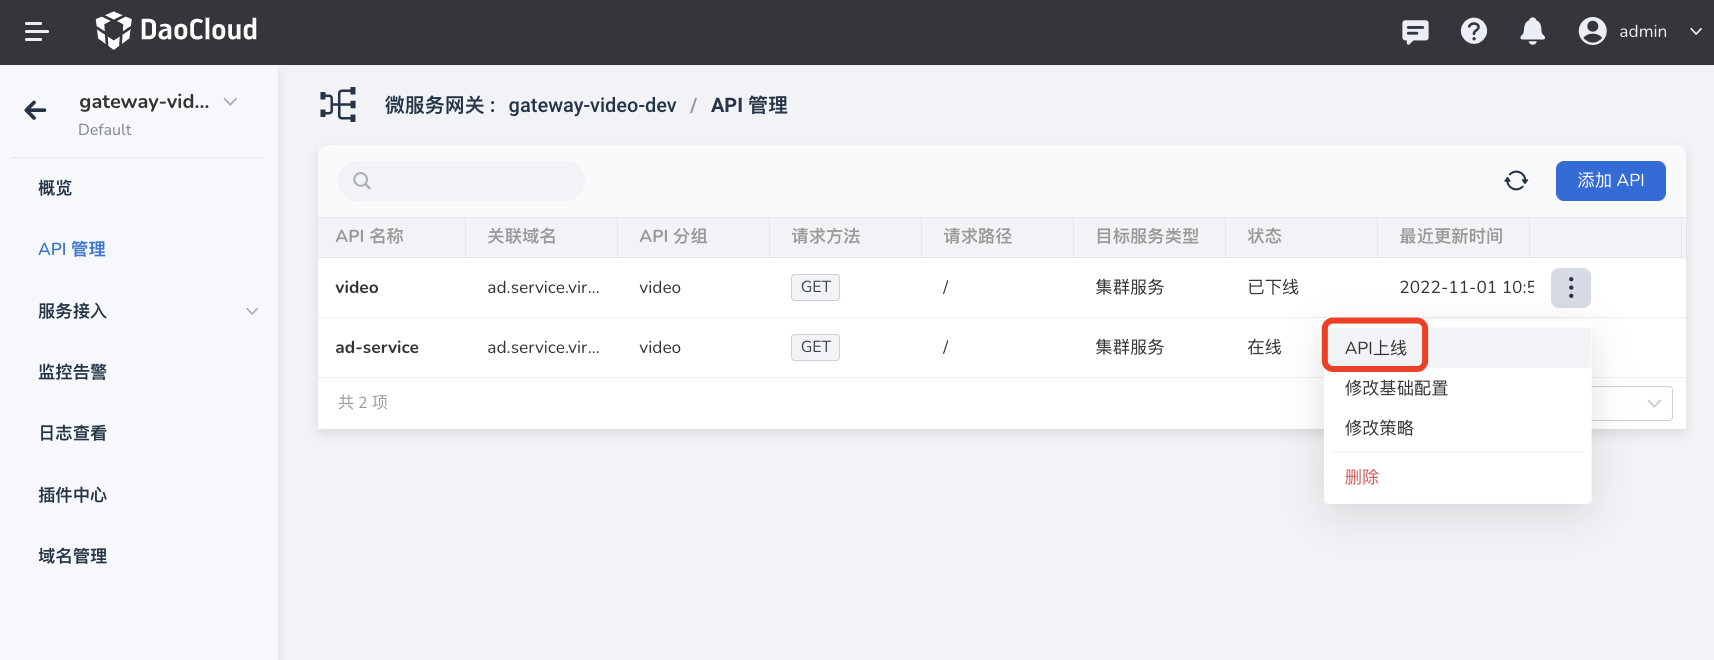 DaoCloud
admin
gateway-vid...
Default
概览
API 管理
服务接入
监控告警
日志查看
插件中心
域名管理
微服务网关： gateway-video-dev / API 管理
添加 API
API 名称 关联域名 API 分组 请求方法 请求路径 目标服务类型 状态 最近更新时间
video ad.service.vir... video GET / 集群服务 已下线 2022-11-01 10:5
ad-service ad.service.vir... video GET / 集群服务 在线
共 2 项
API上线
修改基础配置
修改策略
删除